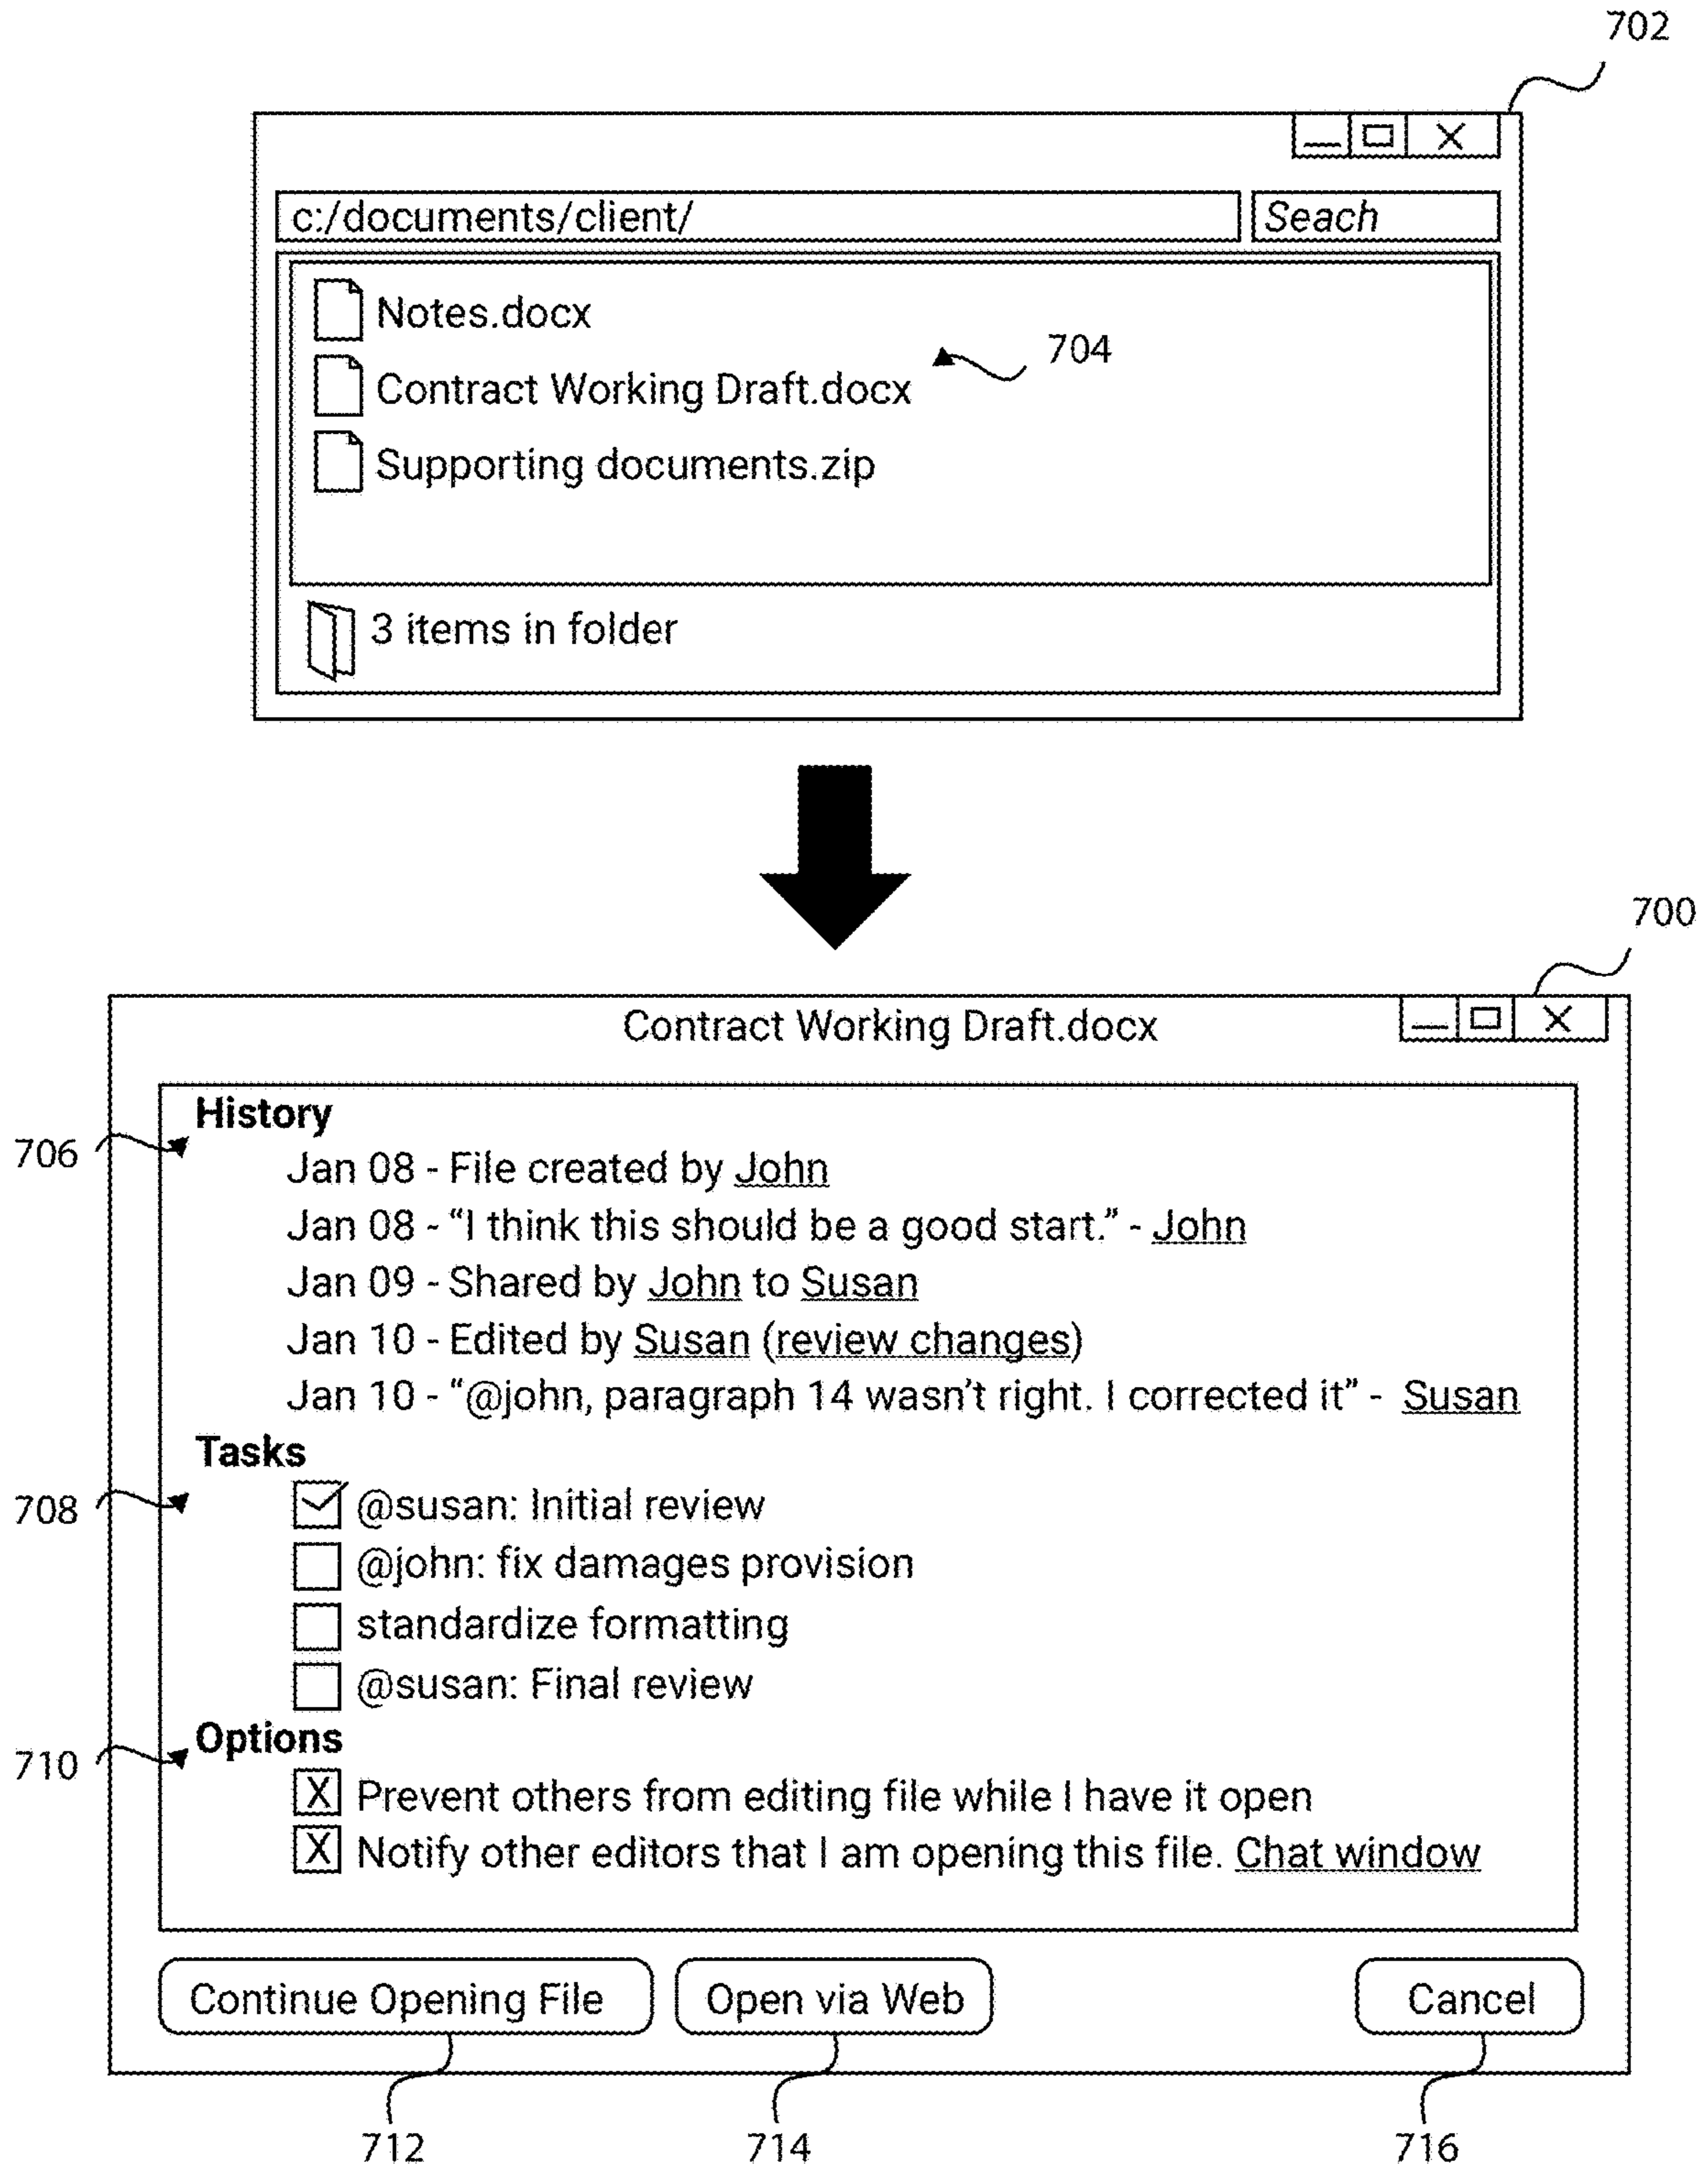 702
c:/documents/client/ Seach
Notes.docx
704
Contract Working Draft.docx
Supporting documents.zip
3 items in folder
700
Contract Working Draft.docx
History
706
Jan 08 - File created by John
Jan 08 - “I think this should be a good start.” - John
Jan 09 - Shared by John to Susan
Jan 10 - Edited by Susan (review changes)
Jan 10 - “@john, paragraph 14 wasn’t right. I corrected it” - Susan
Tasks
708
@susan: Initial review
@john: fix damages provision
standardize formatting
@susan: Final review
Options
710
X Prevent others from editing file while I have it open
X Notify other editors that I am opening this file. Chat window
Continue Opening File Open via Web Cancel
712 714 716